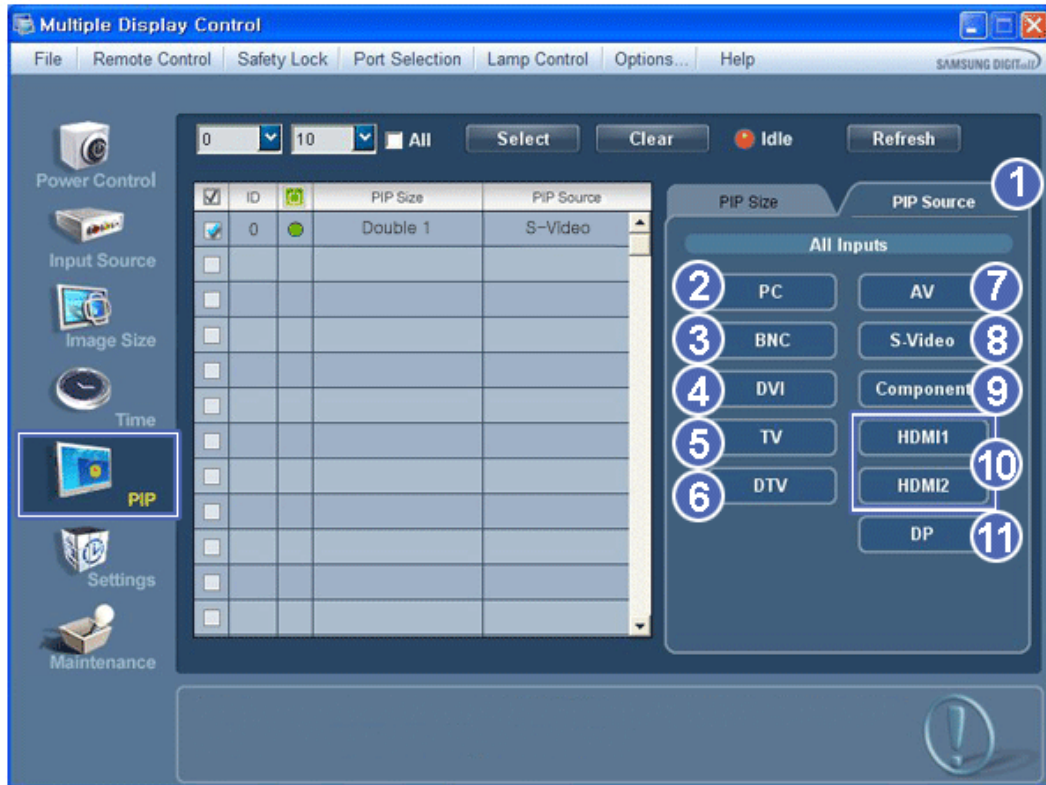 Multiple Display Control
File Remote Control Safety Lock Port Selection Lamp Control Options... Help SAMSUNG DIGITall
0 10 All Select Clear Idle Refresh
Power Control
Input Source
Image Size
Time
PIP
Settings
Maintenance
ID PIP Size PIP Source
0 Double 1 S-Video
PIP Size PIP Source 1
All Inputs
2 PC AV 7
3 BNC S-Video 8
4 DVI Component 9
5 TV HDMI1
10
6 DTV HDMI2
DP 11